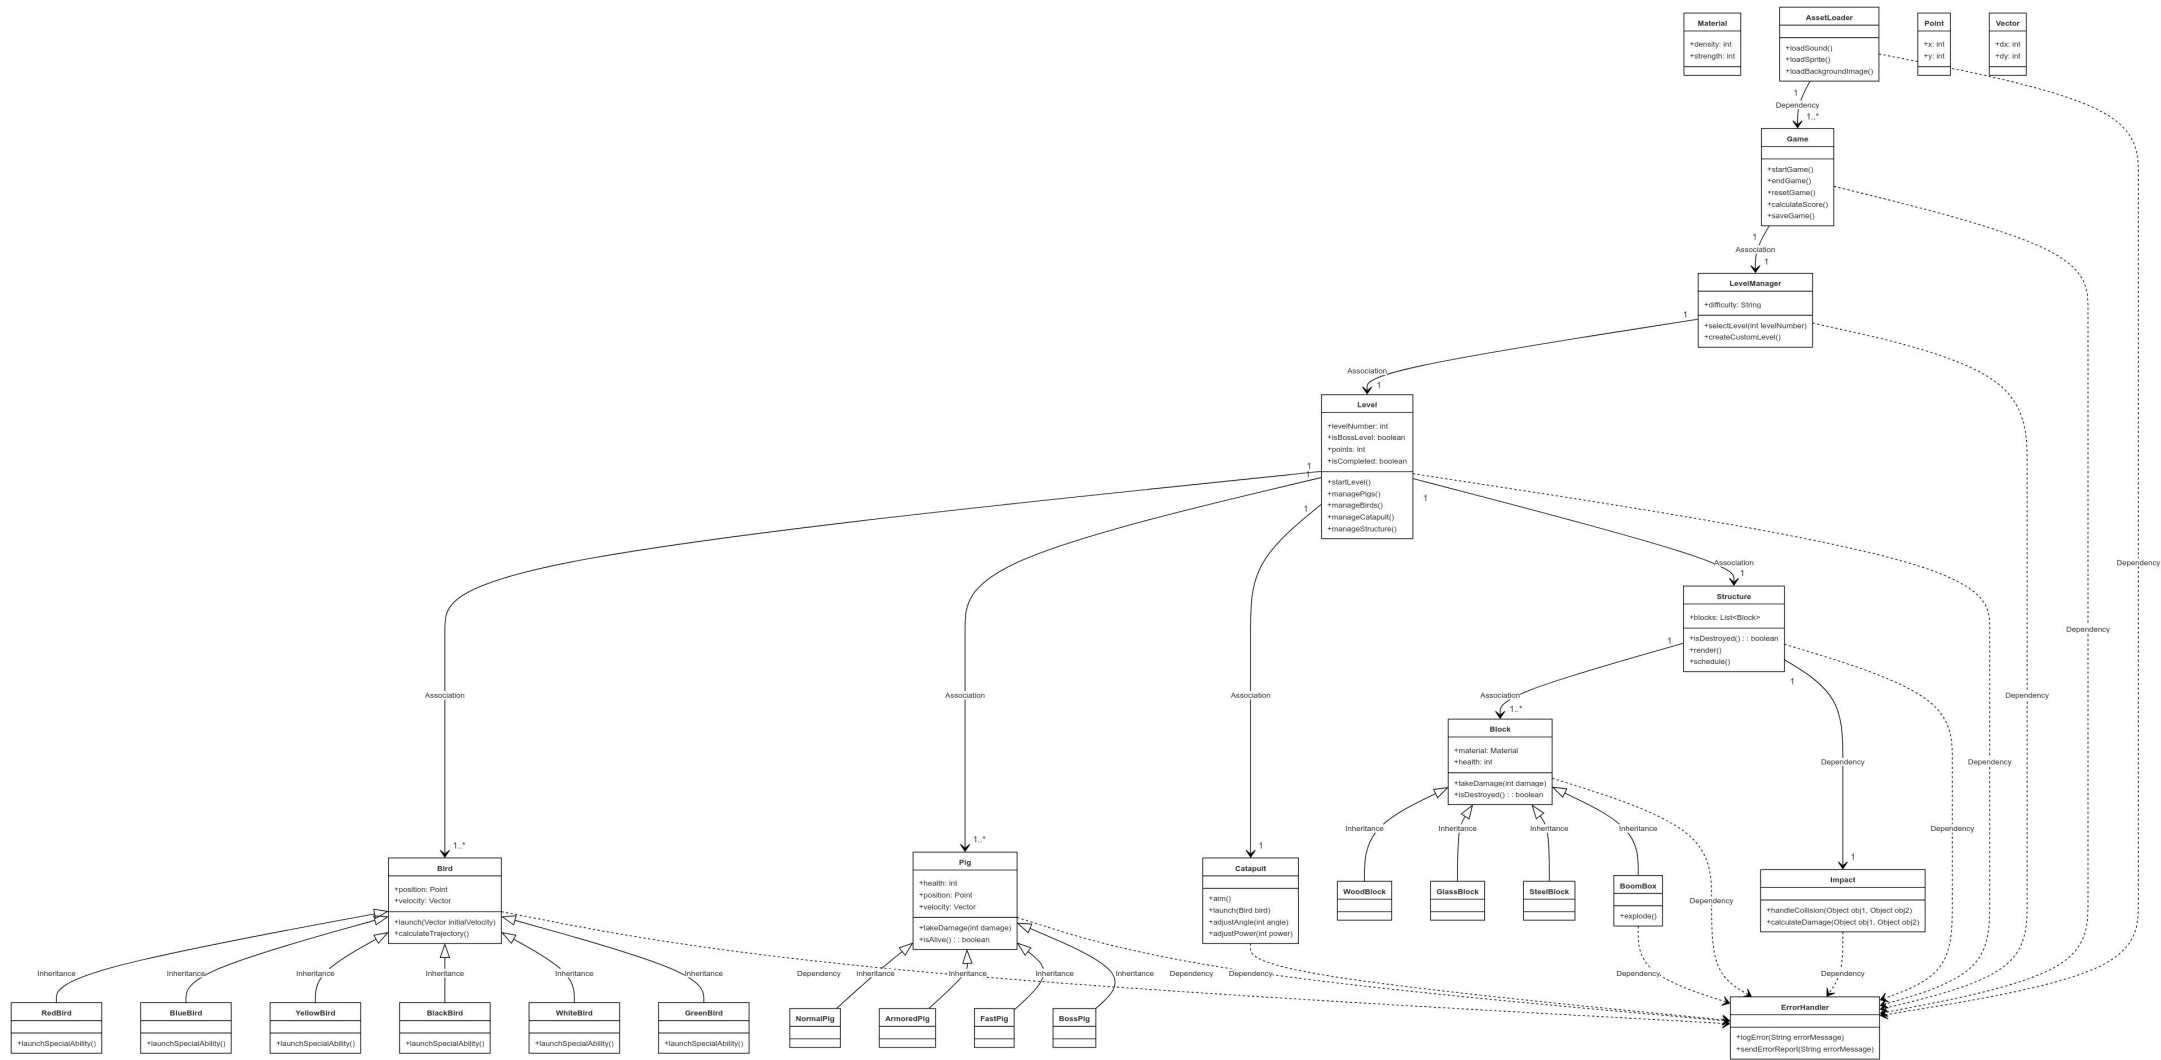 Material
+density: int
+strength: int
AssetLoader
+loadSound()
+loadSprite()
+loadBackgroundImage()
Point
+x: int
+y: int
Vector
+dx: int
+dy: int
1
Dependency
1..*
Game
+startGame()
+endGame()
+resetGame()
+calculateScore()
+saveGame()
1
Association
1
LevelManager
+difficulty: String
+selectLevel(int levelNumber)
+createCustomLevel()
1
Association
1
Level
+levelNumber: int
+isBossLevel: boolean
+points: int
+isCompleted: boolean
+startLevel()
+managePigs()
+manageBirds()
+manageCatapult()
+manageStructure()
1
1
1
1
Association
1
Dependency
Structure
+blocks: List<Block>
+isDestroyed() : : boolean
+render()
+schedule()
Dependency
1
1
Association
Association
Association
Association
1..*
Dependency
Block
+material: Material
+health: int
+takeDamage(int damage)
+isDestroyed() : : boolean
Dependency
Dependency
Inheritance
Inheritance
Inheritance
Inheritance
Dependency
1..*
1..*
1
1
Bird
+position: Point
+velocity: Vector
+launch(Vector initialVelocity)
+calculateTrajectory()
Pig
+health: int
+position: Point
+velocity: Vector
+takeDamage(int damage)
+isAlive() : : boolean
Catapult
+aim()
+launch(Bird bird)
+adjustAngle(int angle)
+adjustPower(int power)
WoodBlock
GlassBlock
SteelBlock
BoomBox
+explode()
Dependency
Impact
+handleCollision(Object obj1, Object obj2)
+calculateDamage(Object obj1, Object obj2)
Inheritance
Inheritance
Inheritance
Inheritance
Inheritance
Inheritance
Dependency
Inheritance
Inheritance
Inheritance
Inheritance
Dependency
Dependency
Dependency
Dependency
RedBird
+launchSpecialAbility()
BlueBird
+launchSpecialAbility()
YellowBird
+launchSpecialAbility()
BlackBird
+launchSpecialAbility()
WhiteBird
+launchSpecialAbility()
GreenBird
+launchSpecialAbility()
NormalPig
ArmoredPig
FastPig
BossPig
ErrorHandler
+logError(String errorMessage)
+sendErrorReport(String errorMessage)